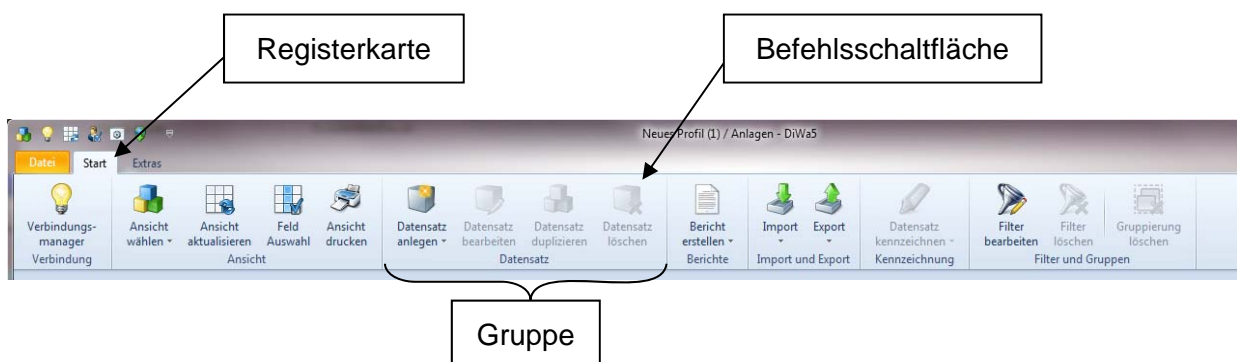 Registerkarte
Befehlsschaltfläche
Neues Profil (1) / Anlagen - DiWa5
Datei Start Extras
Verbindungs-
manager
Verbindung
Ansicht
wählen
Ansicht
aktualisieren
Feld
Auswahl
Ansicht
drucken
Ansicht
Datensatz
anlegen
Datensatz
bearbeiten
Datensatz
duplizieren
Datensatz
löschen
Datensatz
Bericht
erstellen
Berichte
Import
Export
Import und Export
Datensatz
kennzeichnen
Kennzeichnung
Filter
bearbeiten
Filter
löschen
Gruppierung
löschen
Filter und Gruppen
Gruppe